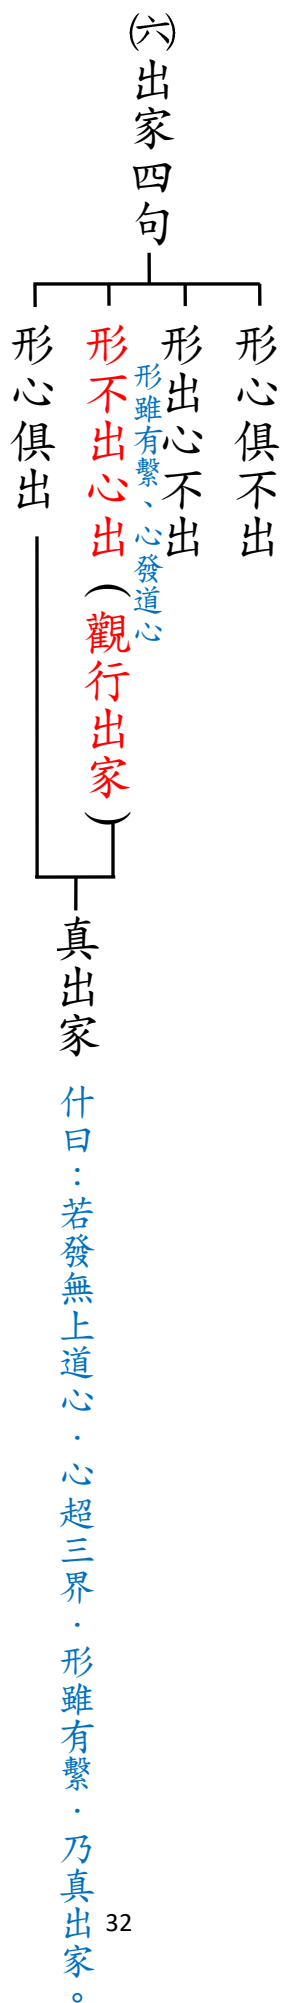 ㈥出家四句
形心俱不出
形出心不出
形雖有繫、心發道心
形不出心出（觀行出家）
形心俱出
真出家
什曰：若發無上道心．心超三界．形雖有繫．乃真出家。
32